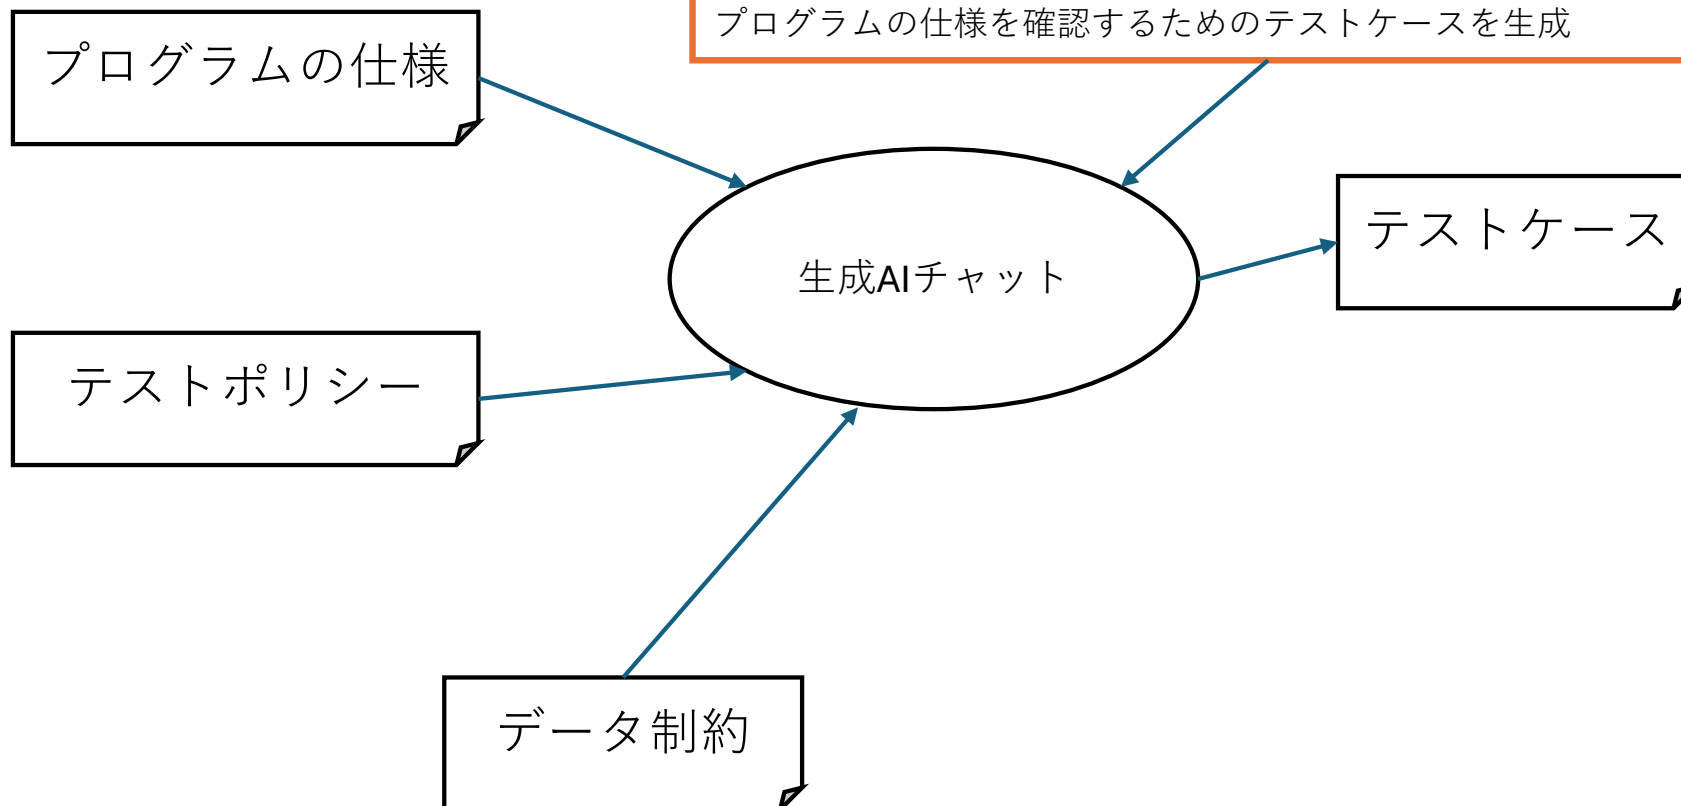 プログラムの仕様を確認するためのテストケースを生成
プログラムの仕様
テストケース
生成AIチャット
テストポリシー
データ制約